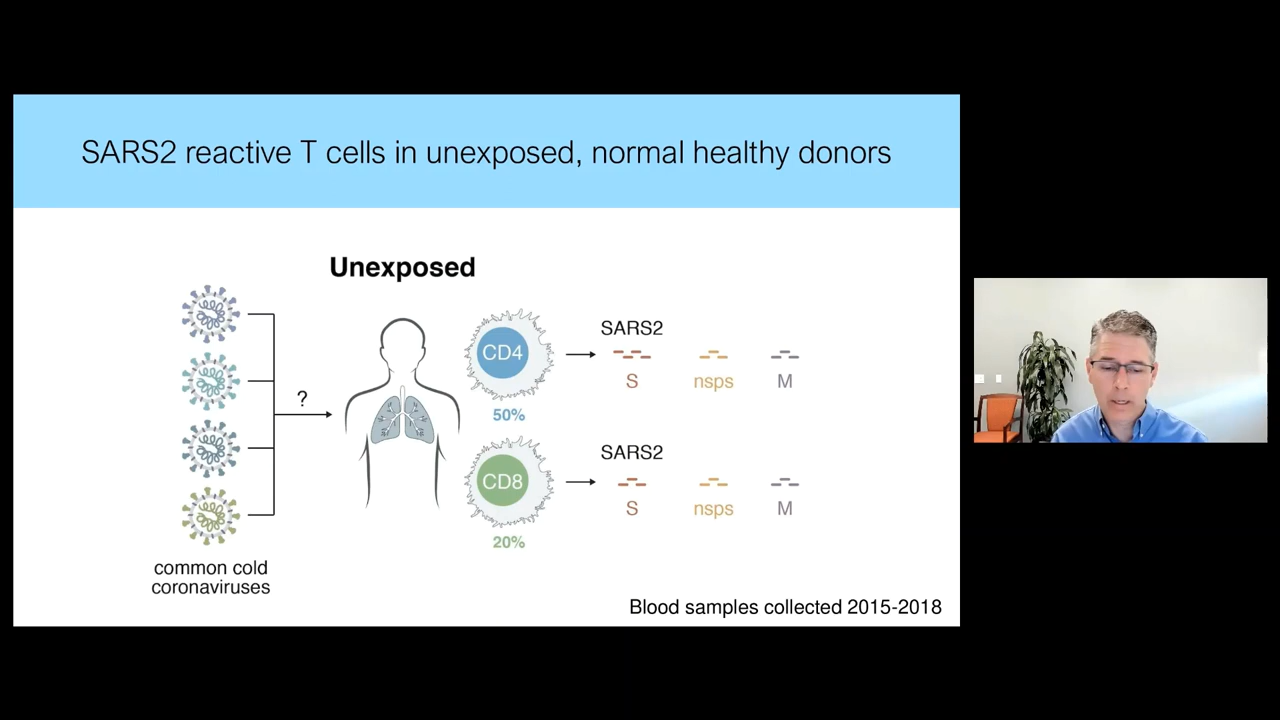 SARS2 reactive T cells in unexposed, normal healthy donors
Unexposed
?
common cold
coronaviruses
CD4
50%
SARS2
S nsps M
CD8
20%
SARS2
S nsps M
Blood samples collected 2015-2018